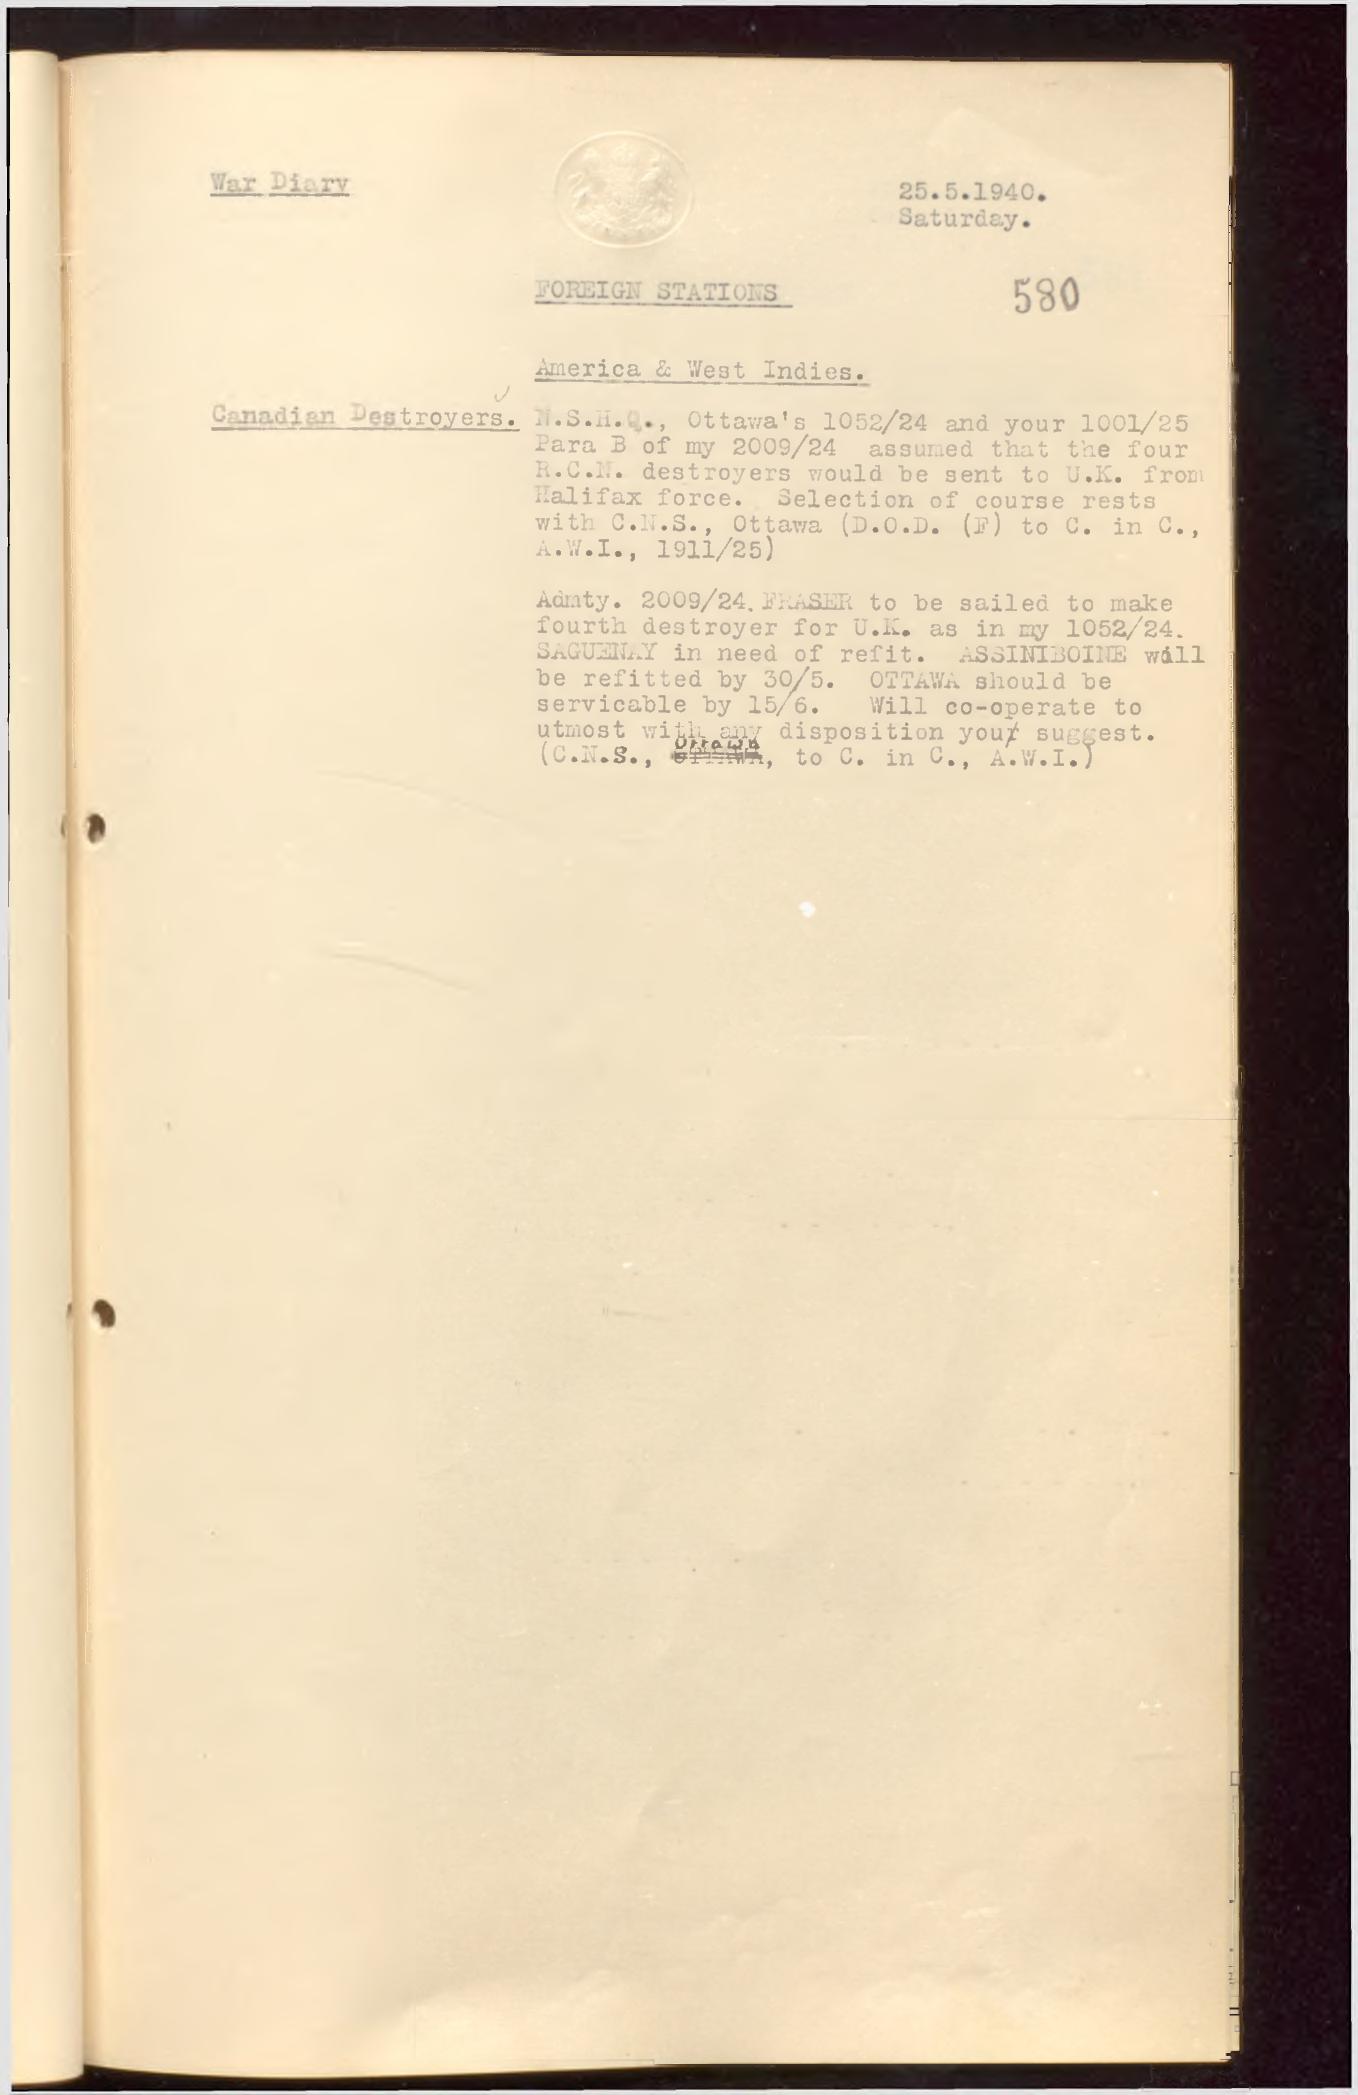 War Diary
25.5.1940.
Saturday.
FOREIGN STATIONS
580
America & West Indies.
Canadian Destroyers.
N.S.H.Q., Ottawa's 1052/24 and your 1001/25
Para B of my 2009/24 assumed that the four
R.C.N. destroyers would be sent to U.K. from
Halifax force. Selection of course rests
with C.N.S., Ottawa (D.O.D. (F) to C. in C.,
A.W.I., 1911/25)
Admty. 2009/24. FRASER to be sailed to make
fourth destroyer for U.K. as in my 1052/24.
SAGUENAY in need of refit. ASSINIBOINE will
be refitted by 30/5. OTTAWA should be
servicable by 15/6. Will co-operate to
utmost with any disposition you suggest.
(C.N.S., Ottawa, to C. in C., A.W.I.)